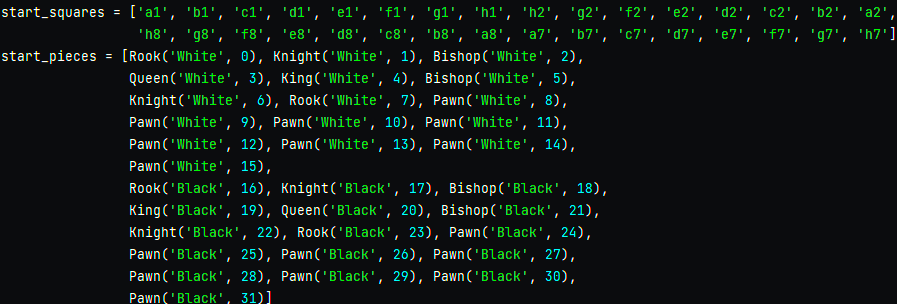 start_squares = ['a1', 'b1', 'c1', 'd1', 'e1', 'f1', 'g1', 'h1', 'h2', 'g2', 'f2', 'e2', 'd2', 'c2', 'b2', 'a2',
'h8', 'g8', 'f8', 'e8', 'd8', 'c8', 'b8', 'a8', 'a7', 'b7', 'c7', 'd7', 'e7', 'f7', 'g7', 'h7']
start_pieces = [Rook('White', 0), Knight('White', 1), Bishop('White', 2),
Queen('White', 3), King('White', 4), Bishop('White', 5),
Knight('White', 6), Rook('White', 7), Pawn('White', 8),
Pawn('White', 9), Pawn('White', 10), Pawn('White', 11),
Pawn('White', 12), Pawn('White', 13), Pawn('White', 14),
Pawn('White', 15),
Rook('Black', 16), Knight('Black', 17), Bishop('Black', 18),
King('Black', 19), Queen('Black', 20), Bishop('Black', 21),
Knight('Black', 22), Rook('Black', 23), Pawn('Black', 24),
Pawn('Black', 25), Pawn('Black', 26), Pawn('Black', 27),
Pawn('Black', 28), Pawn('Black', 29), Pawn('Black', 30),
Pawn('Black', 31)]